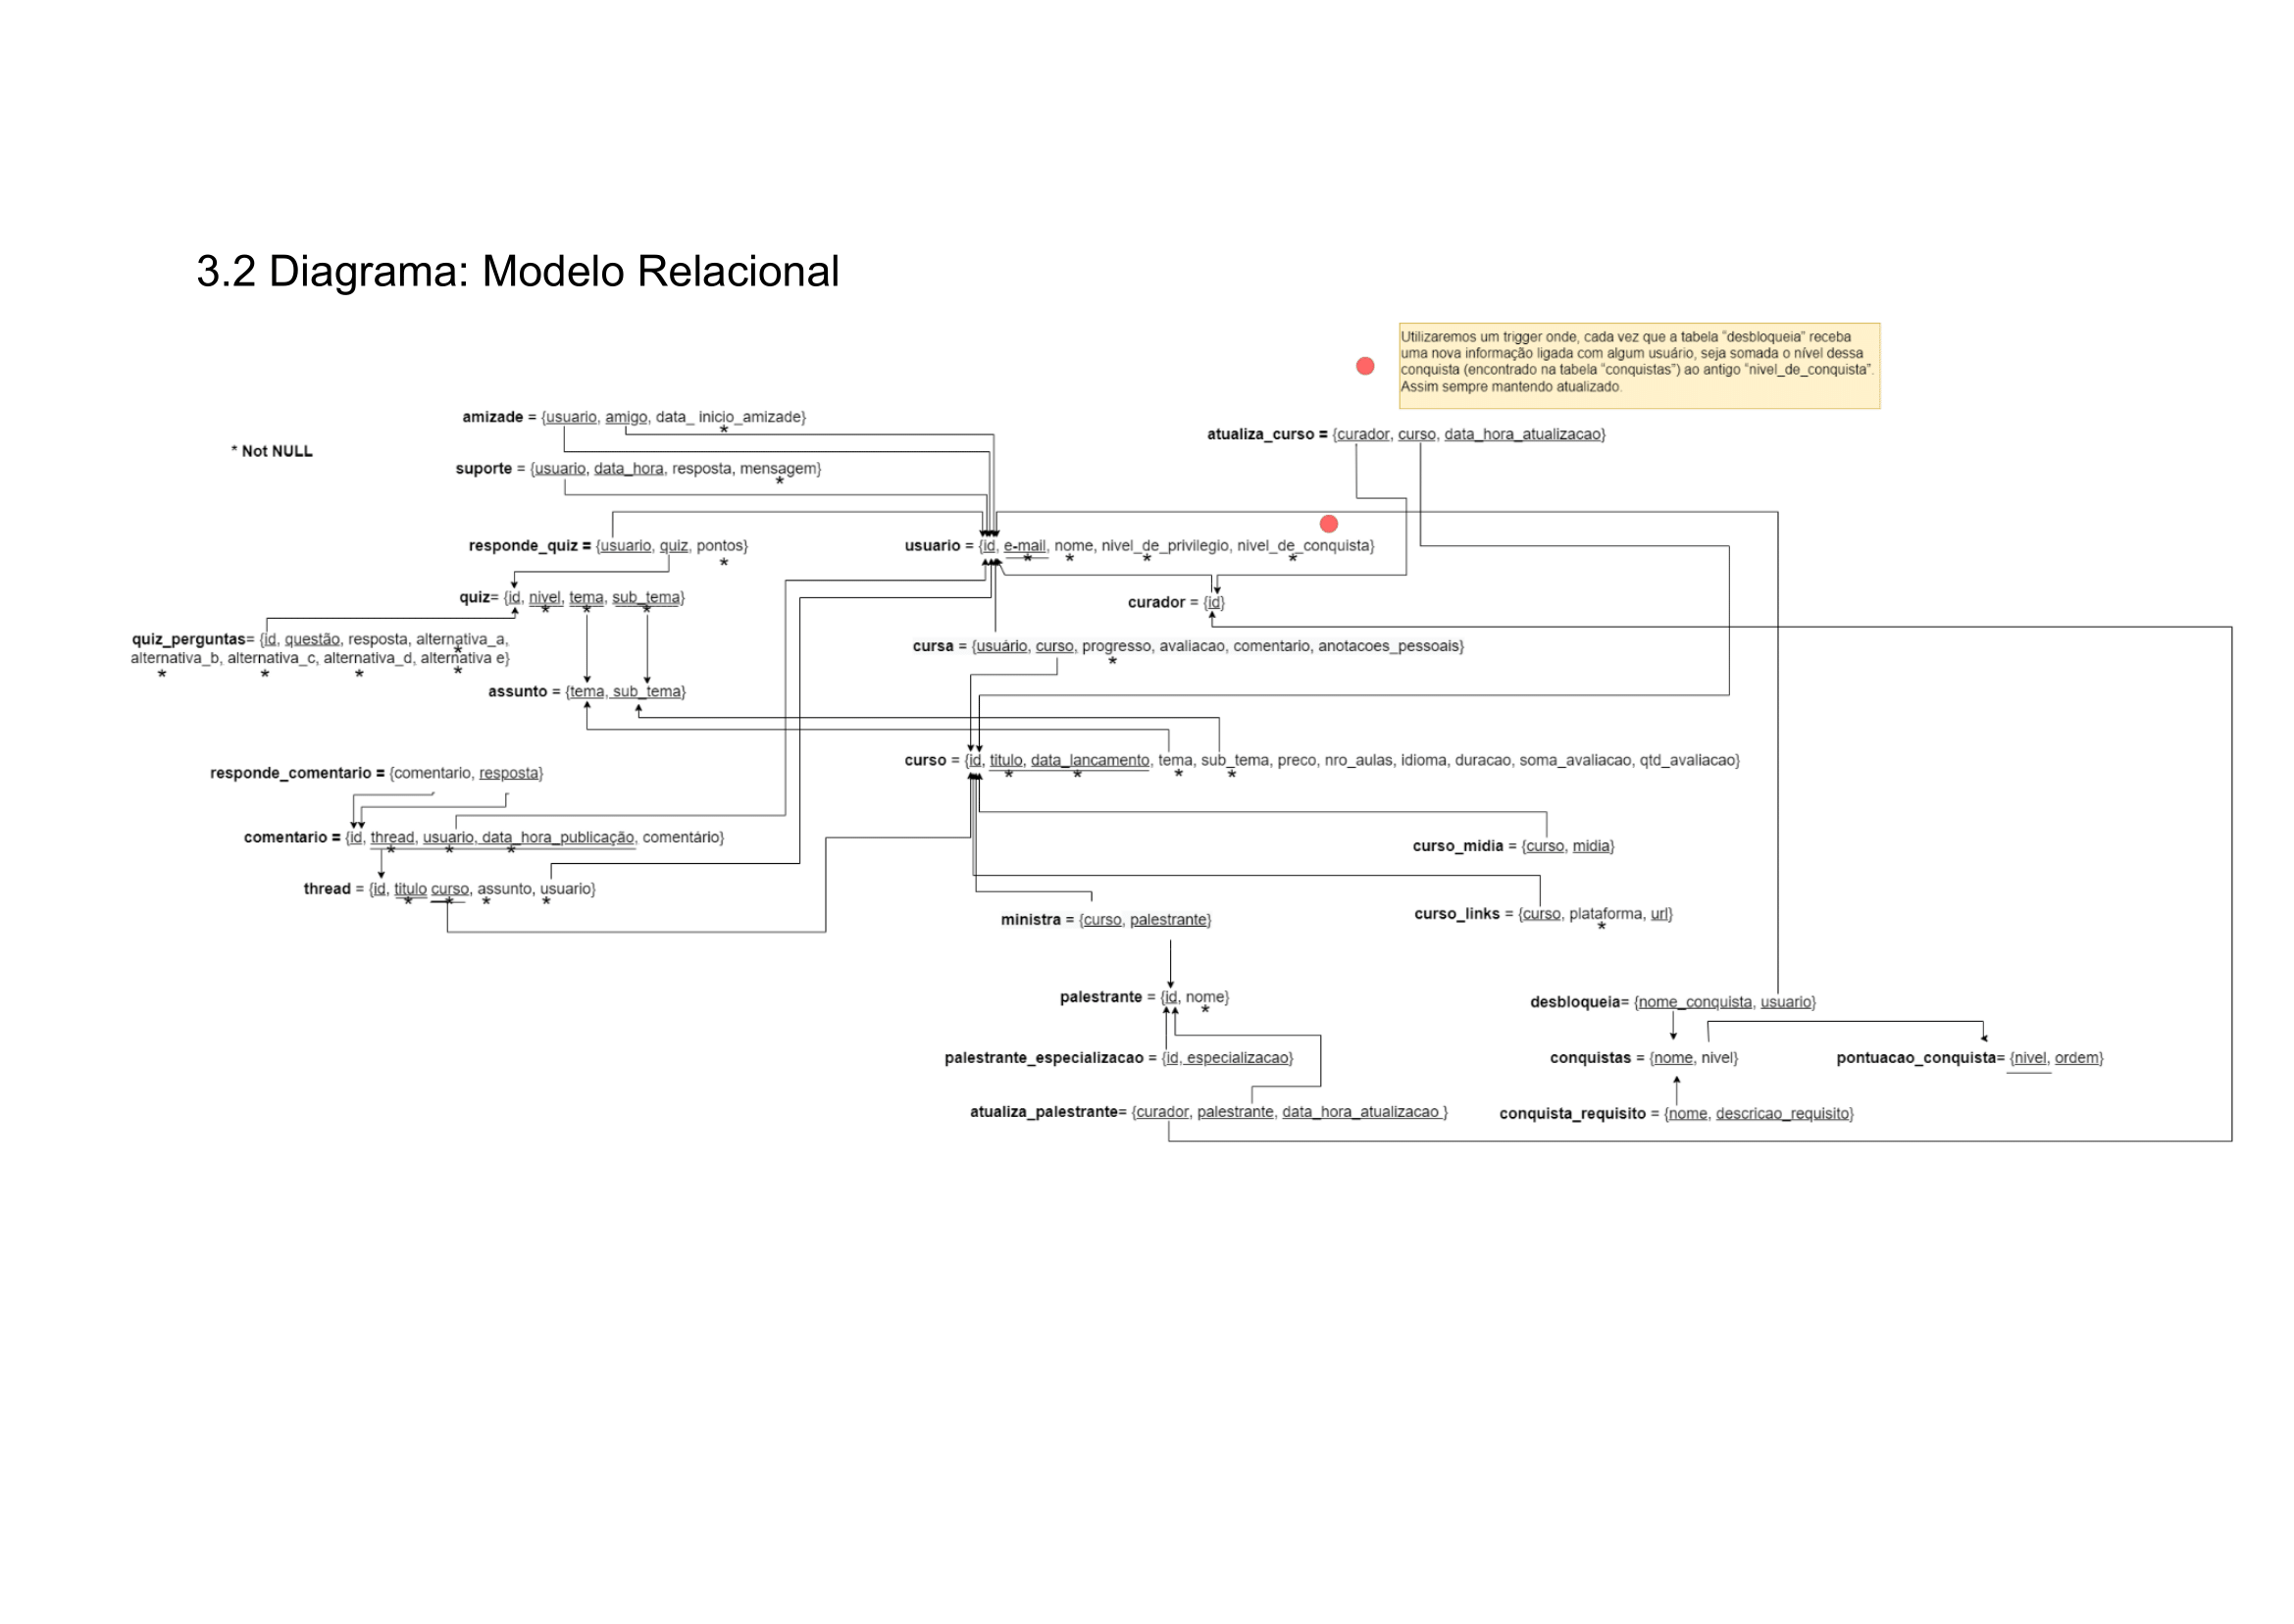 3.2 Diagrama: Modelo Relacional
Utilizaremos um trigger onde, cada vez que a tabela "desbloqueia" receba
uma nova informação ligada com algum usuário, seja somada o nível dessa
conquista (encontrado na tabela "conquistas") ao antigo "nivel_de_conquista".
Assim sempre mantendo atualizado.
amizade = {usuario, amigo, data_ inicio_amizade}
*
atualiza_curso = {curador, curso, data_hora_atualizacao}
* Not NULL
suporte = {usuario, data_hora, resposta, mensagem}
*
responde_quiz = {usuario, quiz, pontos}
*
usuario = {id, e-mail, nome, nivel_de_privilegio, nivel_de_conquista}
* * * *
quiz= {id, nivel, tema, sub_tema}
* * *
curador = {id}
quiz_perguntas= {id, questão, resposta, alternativa_a,
*
alternativa_b, alternativa_c, alternativa_d, alternativa e}
* * * *
cursa = {usuário, curso, progresso, avaliacao, comentario, anotacoes_pessoais}
*
assunto = {tema, sub_tema}
curso = {id, titulo, data_lancamento, tema, sub_tema, preco, nro_aulas, idioma, duracao, soma_avaliacao, qtd_avaliacao}
* * * *
responde_comentario = {comentario, resposta}
comentario = {id, thread, usuario, data_hora_publicação, comentário}
* * *
curso_midia = {curso, midia}
thread = {id, titulo curso, assunto, usuario}
* * * *
ministra = {curso, palestrante}
curso_links = {curso, plataforma, url}
*
palestrante = {id, nome}
*
desbloqueia= {nome_conquista, usuario}
palestrante_especializacao = {id, especializacao}
conquistas = {nome, nivel}
pontuacao_conquista= {nivel, ordem}
atualiza_palestrante= {curador, palestrante, data_hora_atualizacao }
conquista_requisito = {nome, descricao_requisito}